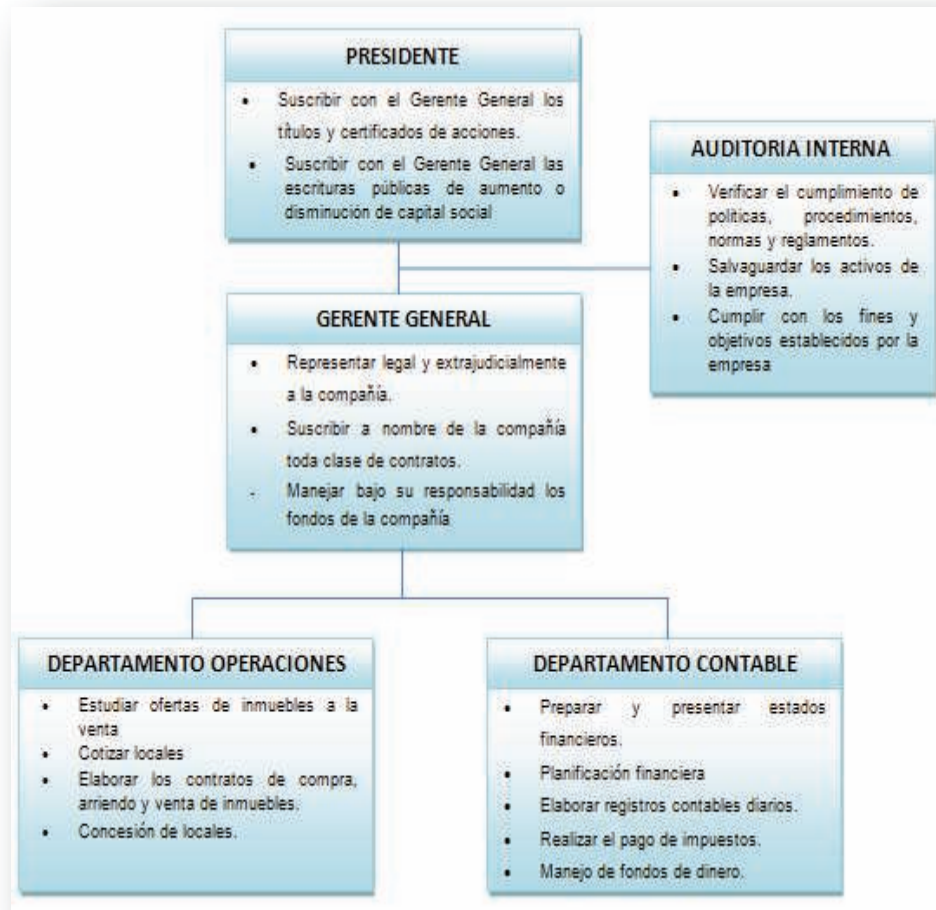 PRESIDENTE
• Suscribir con el Gerente General los
títulos y certificados de acciones.
• Suscribir con el Gerente General las
escrituras públicas de aumento o
disminución de capital social
AUDITORIA INTERNA
• Verificar el cumplimiento de
políticas, procedimientos,
normas y reglamentos.
• Salvaguardar los activos de
la empresa.
• Cumplir con los fines y
objetivos establecidos por la
empresa
GERENTE GENERAL
• Representar legal y extrajudicialmente
a la compañía.
• Suscribir a nombre de la compañía
toda clase de contratos.
- Manejar bajo su responsabilidad los
fondos de la compañía
DEPARTAMENTO OPERACIONES
• Estudiar ofertas de inmuebles a la
venta
• Cotizar locales
• Elaborar los contratos de compra,
arriendo y venta de inmuebles.
• Concesión de locales.
DEPARTAMENTO CONTABLE
• Preparar y presentar estados
financieros.
• Planificación financiera
• Elaborar registros contables diarios.
• Realizar el pago de impuestos.
• Manejo de fondos de dinero.